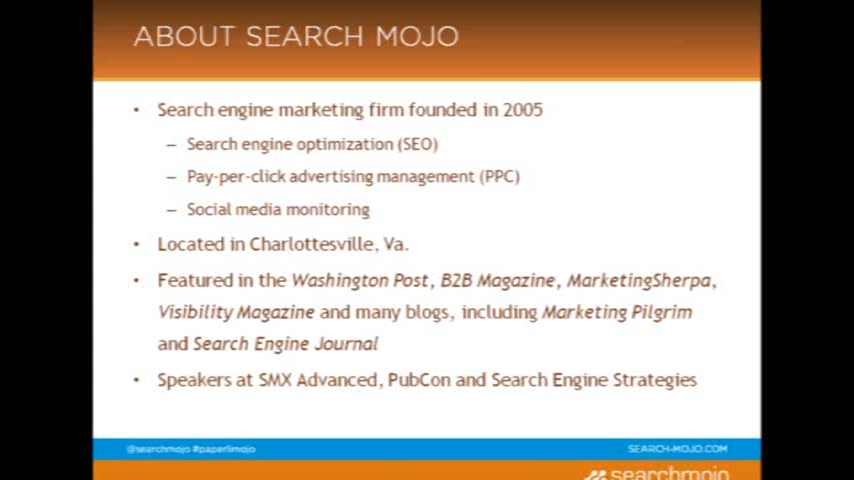 ABOUT SEARCH MOJO
• Search engine marketing firm founded in 2005
– Search engine optimization (SEO)
– Pay-per-click advertising management (PPC)
– Social media monitoring
• Located in Charlottesville, Va.
• Featured in the Washington Post, B2B Magazine, MarketingSherpa,
Visibility Magazine and many blogs, including Marketing Pilgrim
and Search Engine Journal
• Speakers at SMX Advanced, PubCon and Search Engine Strategies
@searchmojo #paperlimojo
SEARCH-MOJO.COM
searchmojo